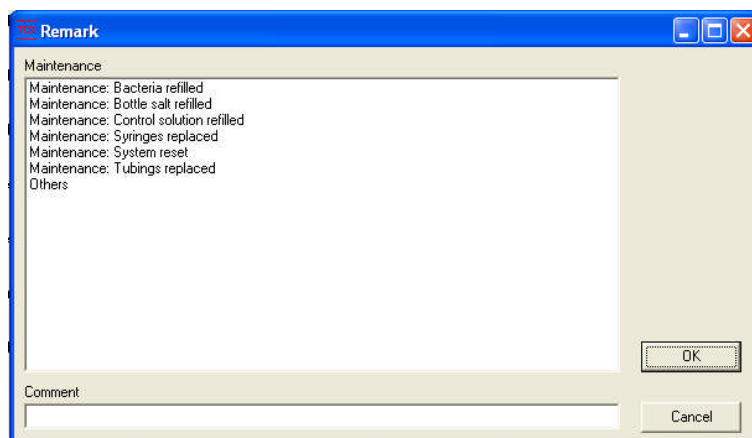 Remark
Maintenance
Maintenance: Bacteria refilled
Maintenance: Bottle salt refilled
Maintenance: Control solution refilled
Maintenance: Syringes replaced
Maintenance: System reset
Maintenance: Tubings replaced
Others
OK
Comment
Cancel